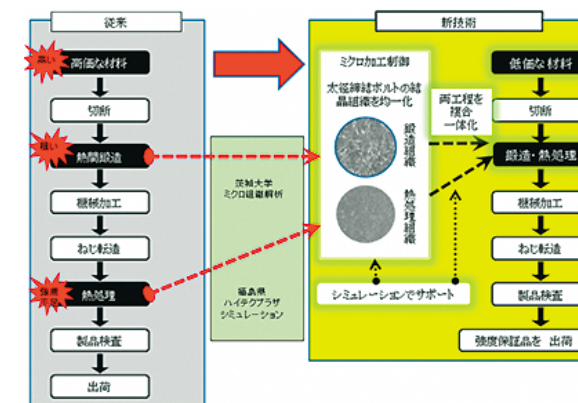 従来
高い
高価な材料
切断
粗い
熱間鍛造
機械加工
ねじ転造
熱処理
製品検査
出荷
茨城大学
ミクロ組織解析
福島県
ハイテクプラザ
シミュレーション
新技術
ミクロ加工制御
太径締結ボルトの結
晶組織を均一化
鍛造組織
熱処理組織
シミュレーションでサポート
両工程を
複合
一体化
低価な材料
切断
鍛造・熱処理
機械加工
ねじ転造
製品検査
強度保証品を 出荷